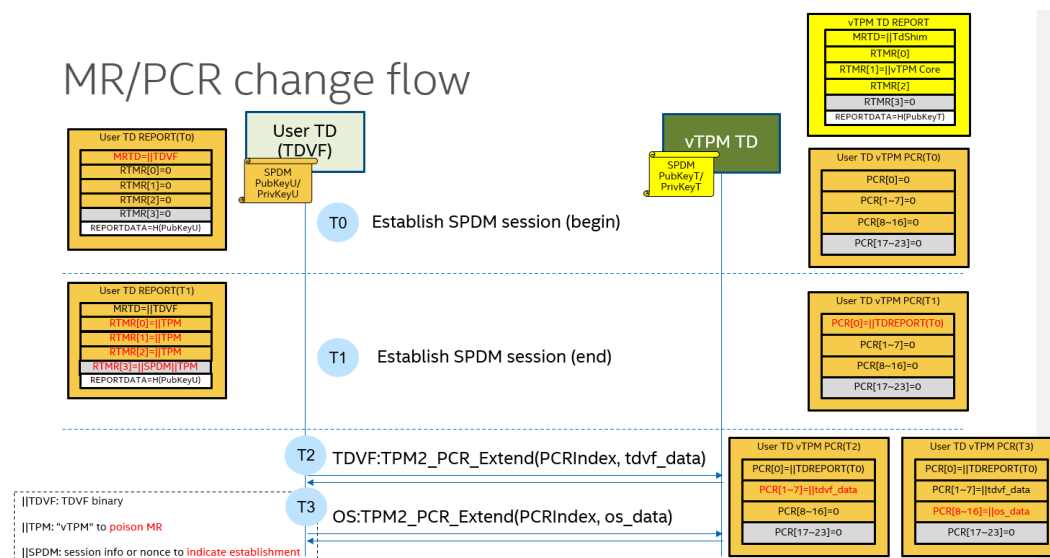 MR/PCR change flow
vTPM TD REPORT
MRTD=||TdShim
RTMR[0]
RTMR[1]=||vTPM Core
RTMR[2]
RTMR[3]=0
REPORTDATA=H(PubKeyT)
User TD
(TDVF)
SPDM
PubKeyU/
PrivKeyU
vTPM TD
SPDM
PubKeyT/
PrivKeyT
User TD REPORT(T0)
MRTD=||TDVF
RTMR[0]=0
RTMR[1]=0
RTMR[2]=0
RTMR[3]=0
REPORTDATA=H(PubKeyU)
T0
Establish SPDM session (begin)
User TD vTPM PCR(T0)
PCR[0]=0
PCR[1~7]=0
PCR[8~16]=0
PCR[17~23]=0
User TD REPORT(T1)
MRTD=||TDVF
RTMR[0]=||TPM
RTMR[1]=||TPM
RTMR[2]=||TPM
RTMR[3]=||SPDM||TPM
REPORTDATA=H(PubKeyU)
T1
Establish SPDM session (end)
User TD vTPM PCR(T1)
PCR[0]=||TDREPORT(T0)
PCR[1~7]=0
PCR[8~16]=0
PCR[17~23]=0
T2
TDVF:TPM2_PCR_Extend(PCRIndex, tdvf_data)
T3
OS:TPM2_PCR_Extend(PCRIndex, os_data)
User TD vTPM PCR(T2)
PCR[0]=||TDREPORT(T0)
PCR[1~7]=||tdvf_data
PCR[8~16]=0
PCR[17~23]=0
User TD vTPM PCR(T3)
PCR[0]=||TDREPORT(T0)
PCR[1~7]=||tdvf_data
PCR[8~16]=||os_data
PCR[17~23]=0
||TDVF: TDVF binary
||TPM: "vTPM" to poison MR
||SPDM: session info or nonce to indicate establishment